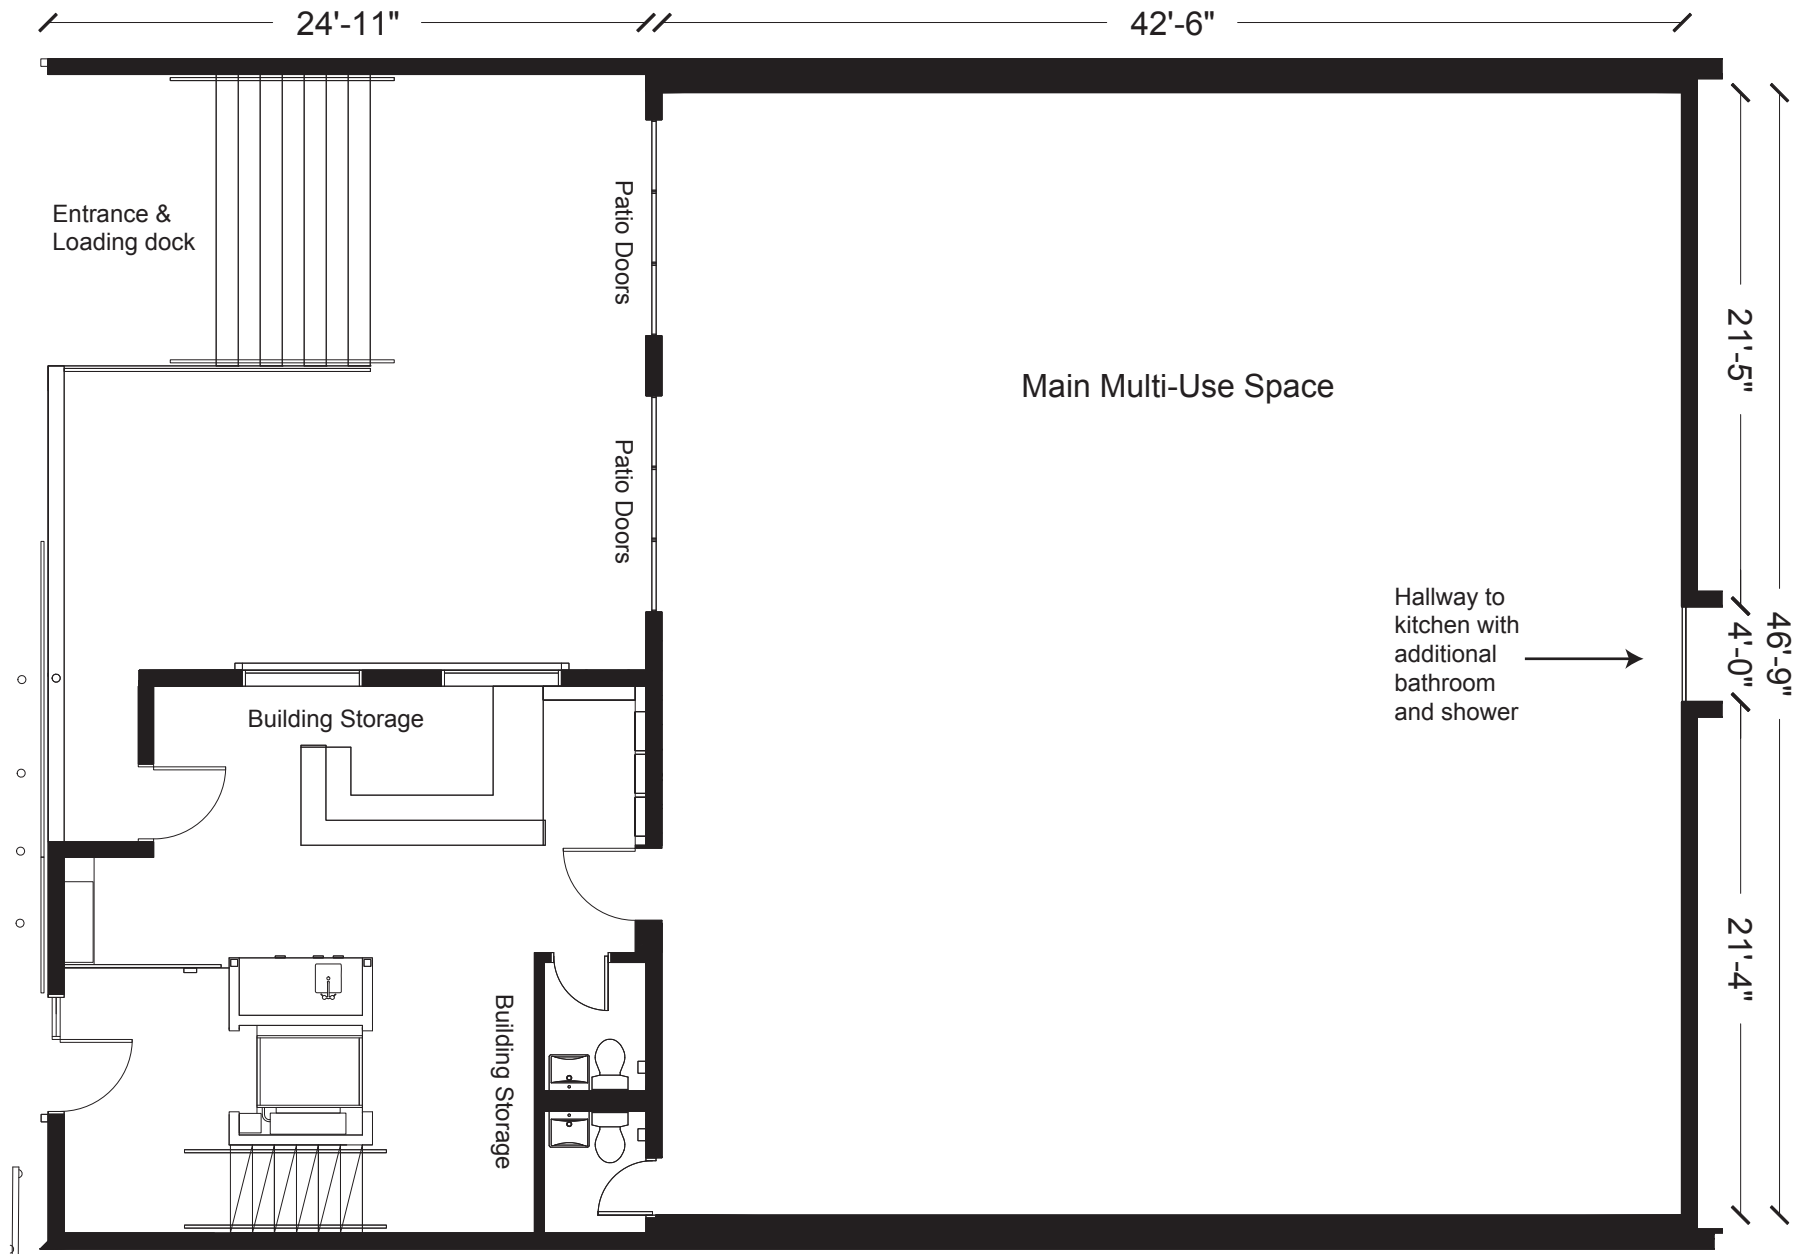 24'-11"
42'-6"
Entrance &
Loading dock
Patio Doors
21'-5"
Main Multi-Use Space
Patio Doors
Hallway to
kitchen with
additional
bathroom
and shower
4'-0"
46'-9"
Building Storage
21'-4"
Building Storage